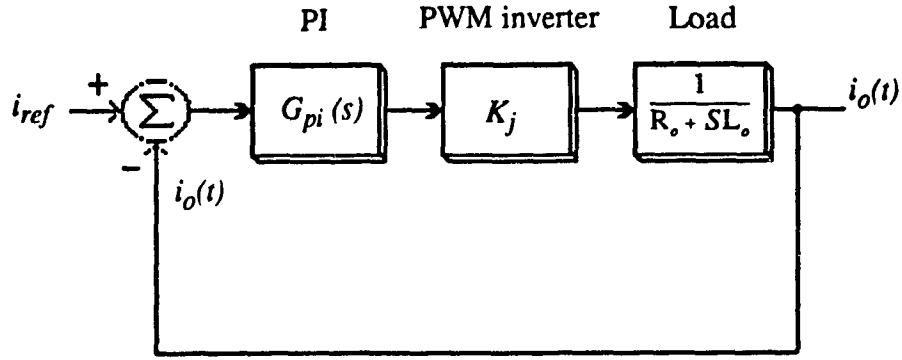 PI PWM inverter Load
+
i_ref Σ G_pi (s) K_j 1 / R_o + SL_o i_o(t)
−
i_o(t)